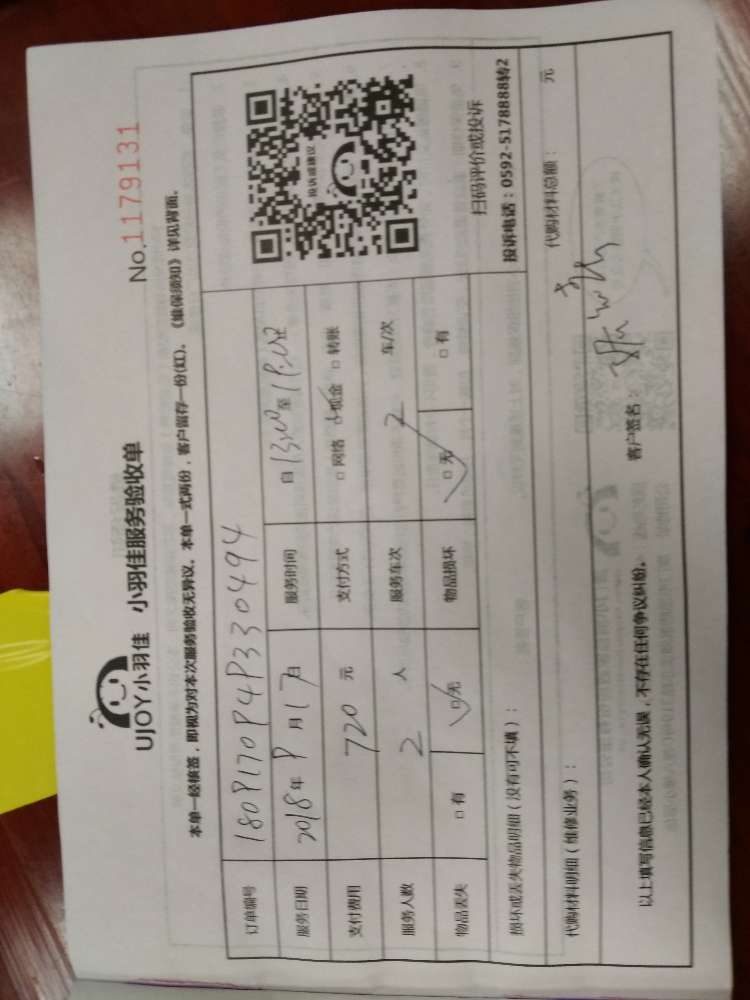 UJOY小羽佳 小羽佳服务验收单
No.1179131
本单一经核签，即视为对本次服务验收无异议。本单一式两份，客户留存一份(红)。《维保须知》详见背面。
订单编号
服务日期 2018年 9月17日 服务时间 自 至
支付费用 720 元 支付方式 □网络 □现金 □转账
服务人数 2 人 服务车次 2 车/次
物品丢失 □有 □无 物品损坏 □无 □有
投诉或建议
扫码评价或投诉
投诉电话：0592-5178888转2
损坏或丢失物品明细（没有可不填）：
代购材料明细（维修业务）： 代购材料总额： 元
以上填写信息已经本人确认无误，不存在任何争议纠纷。 客户签名：